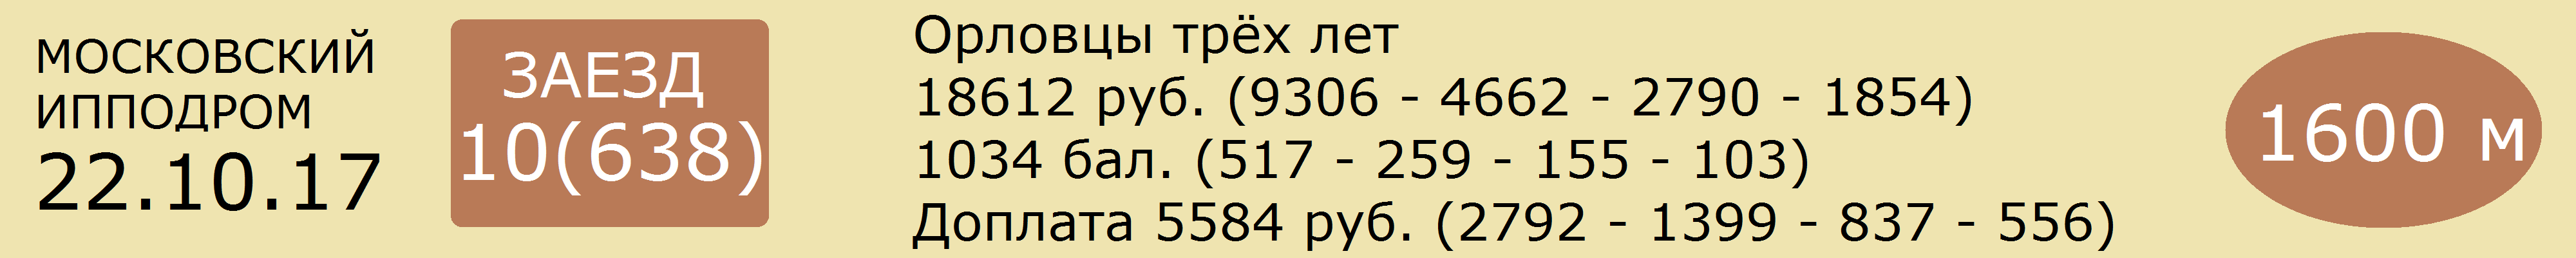 МОСКОВСКИЙ
ИППОДРОМ
22.10.17
ЗАЕЗД
10(638)
Орловцы трёх лет
18612 руб. (9306 - 4662 - 2790 - 1854)
1034 бал. (517 - 259 - 155 - 103)
Доплата 5584 руб. (2792 - 1399 - 837 - 556)
1600 м